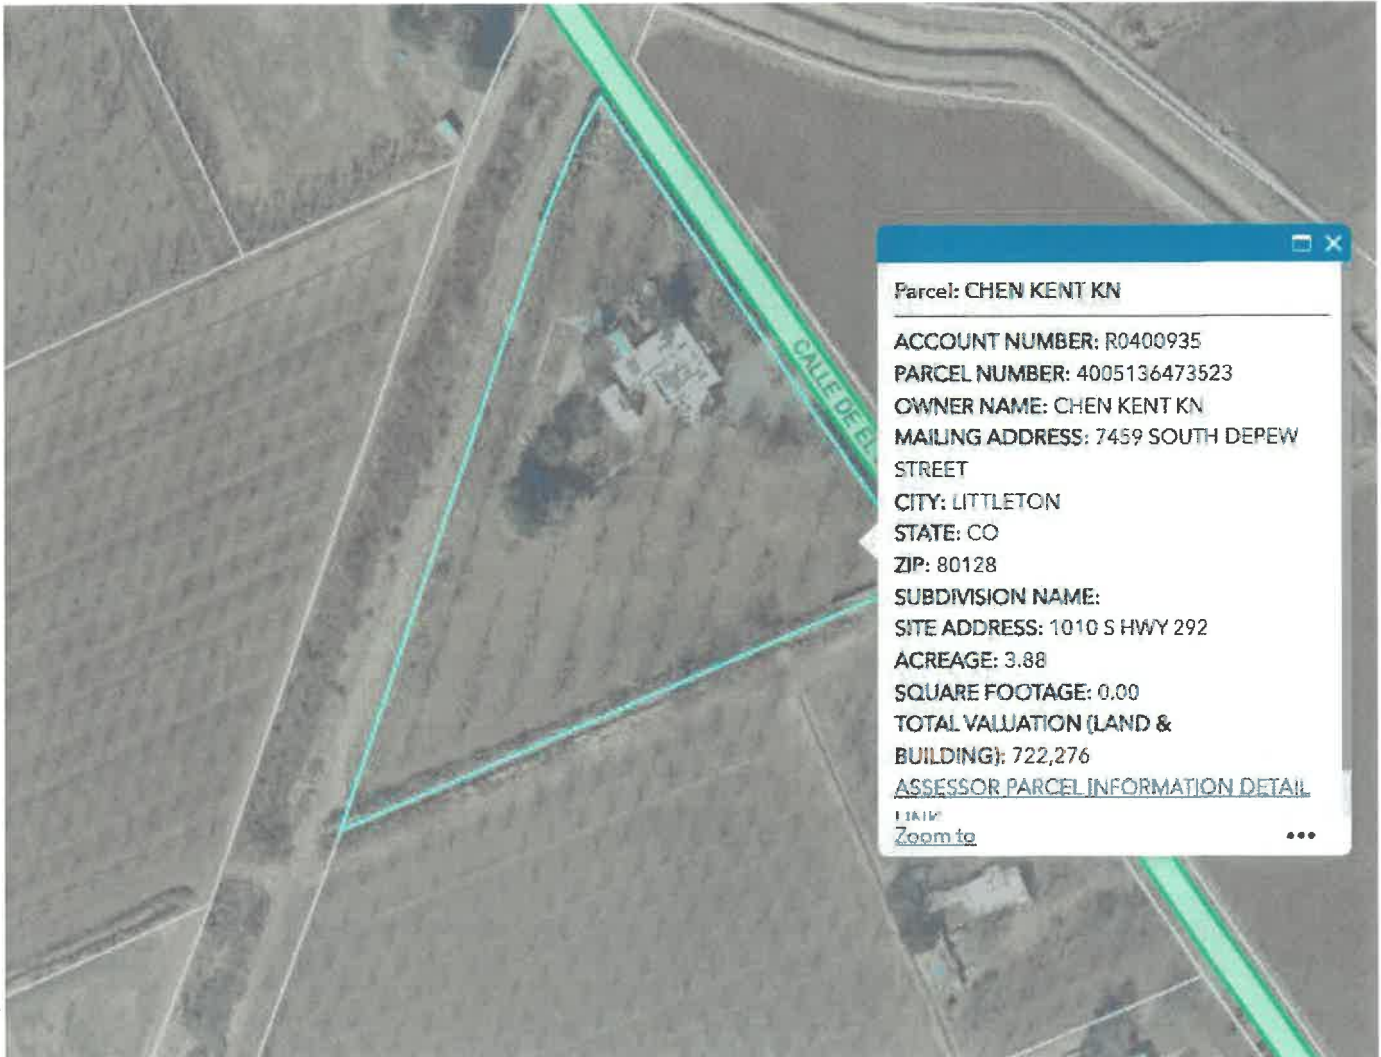 CALLE DE EL
Parcel: CHEN KENT KN
ACCOUNT NUMBER: R0400935
PARCEL NUMBER: 4005136473523
OWNER NAME: CHEN KENT KN
MAILING ADDRESS: 7459 SOUTH DEPEW
STREET
CITY: LITTLETON
STATE: CO
ZIP: 80128
SUBDIVISION NAME:
SITE ADDRESS: 1010 S HWY 292
ACREAGE: 3.88
SQUARE FOOTAGE: 0.00
TOTAL VALUATION (LAND &
BUILDING): 722,276
ASSESSOR PARCEL INFORMATION DETAIL
Zoom to
•••